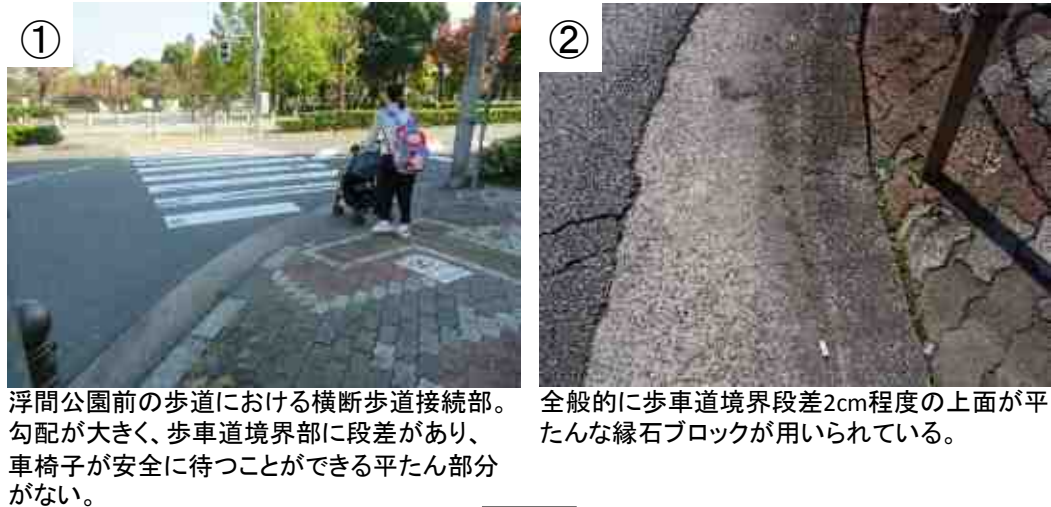 ①
浮間公園前の歩道における横断歩道接続部。
勾配が大きく、歩車道境界部に段差があり、
車椅子が安全に待つことができる平たん部分
がない。
②
全般的に歩車道境界段差2cm程度の上面が平
たんな縁石ブロックが用いられている。